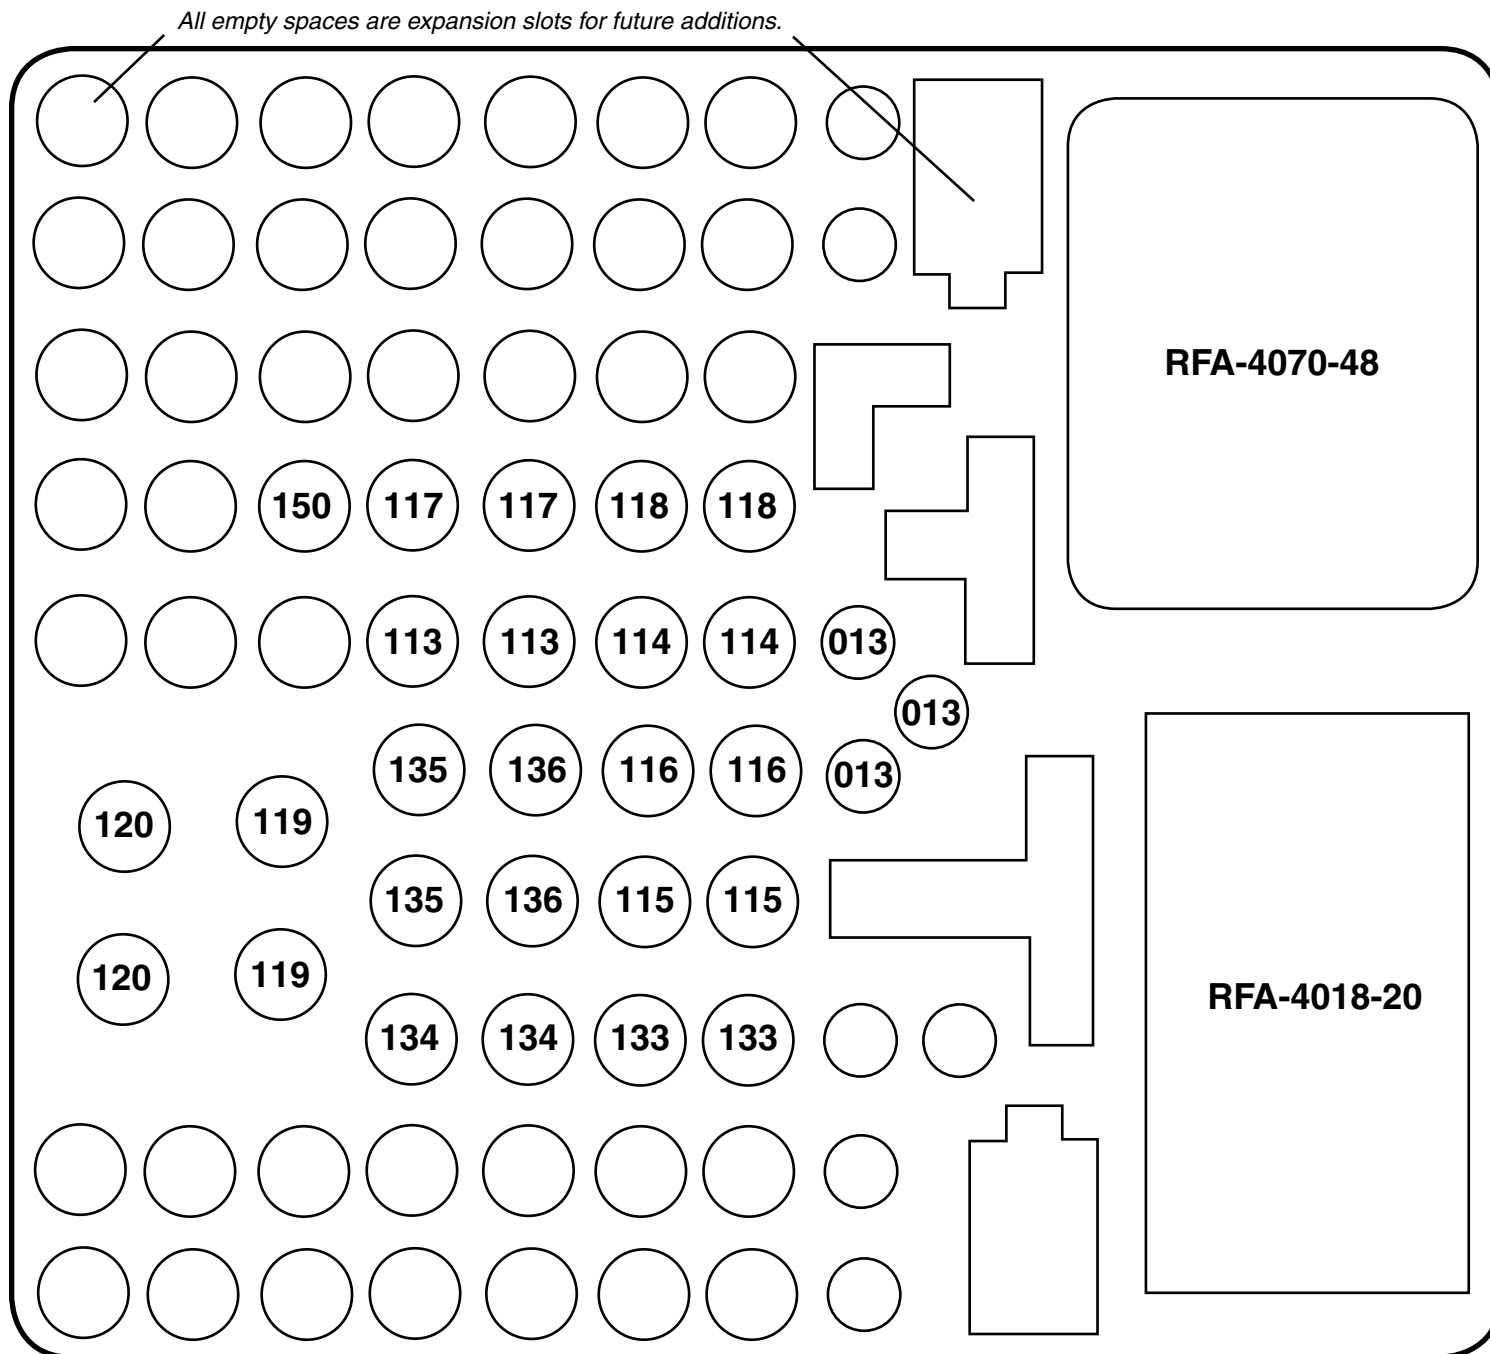 All empty spaces are expansion slots for future additions.
RFA-4070-48
150 117 117 118 118
113 113 114 114 013
013
135 136 116 116 013
120 119
135 136 115 115
120 119
RFA-4018-20
134 134 133 133